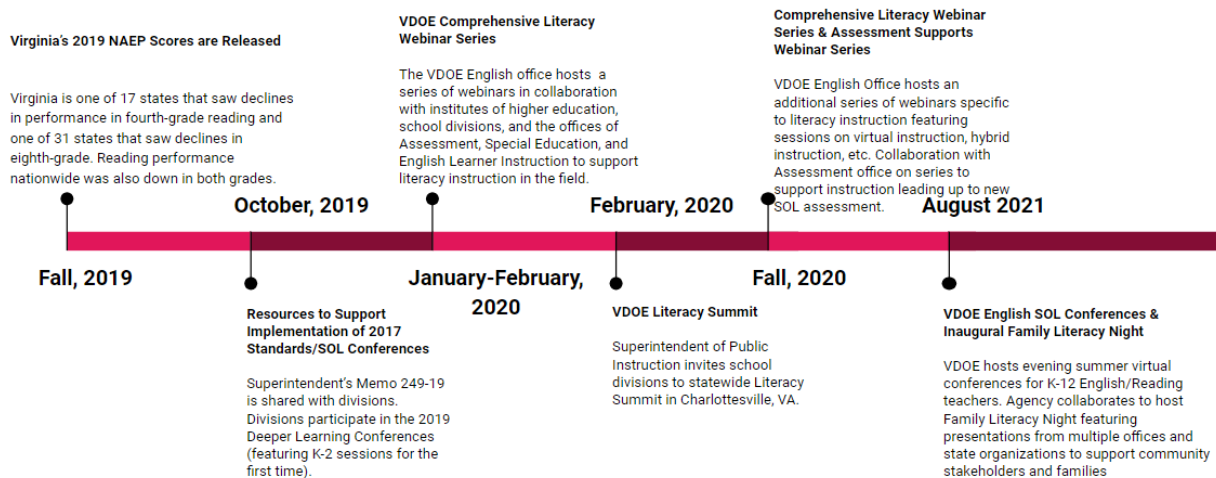 Virginia's 2019 NAEP Scores are Released
Virginia is one of 17 states that saw declines
in performance in fourth-grade reading and
one of 31 states that saw declines in
eighth-grade. Reading performance
nationwide was also down in both grades.
Fall, 2019
October, 2019
Resources to Support
Implementation of 2017
Standards/SOL Conferences
Superintendent's Memo 249-19
is shared with divisions.
Divisions participate in the 2019
Deeper Learning Conferences
(featuring K-2 sessions for the
first time).
VDOE Comprehensive Literacy
Webinar Series
The VDOE English office hosts a
series of webinars in collaboration
with institutes of higher education,
school divisions, and the offices of
Assessment, Special Education, and
English Learner Instruction to support
literacy instruction in the field.
January-February,
2020
February, 2020
VDOE Literacy Summit
Superintendent of Public
Instruction invites school
divisions to statewide Literacy
Summit in Charlottesville, VA.
Comprehensive Literacy Webinar
Series & Assessment Supports
Webinar Series
VDOE English Office hosts an
additional series of webinars specific
to literacy instruction featuring
sessions on virtual instruction, hybrid
instruction, etc. Collaboration with
Assessment office on series to
support instruction leading up to new
SOL assessment.
Fall, 2020
August 2021
VDOE English SOL Conferences &
Inaugural Family Literacy Night
VDOE hosts evening summer virtual
conferences for K-12 English/Reading
teachers. Agency collaborates to host
Family Literacy Night featuring
presentations from multiple offices and
state organizations to support community
stakeholders and families